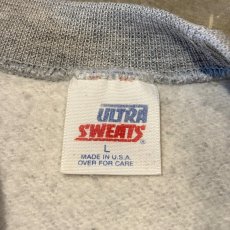 ULTRA
SWEATS®
L
MADE IN U.S.A.
OVER FOR CARE